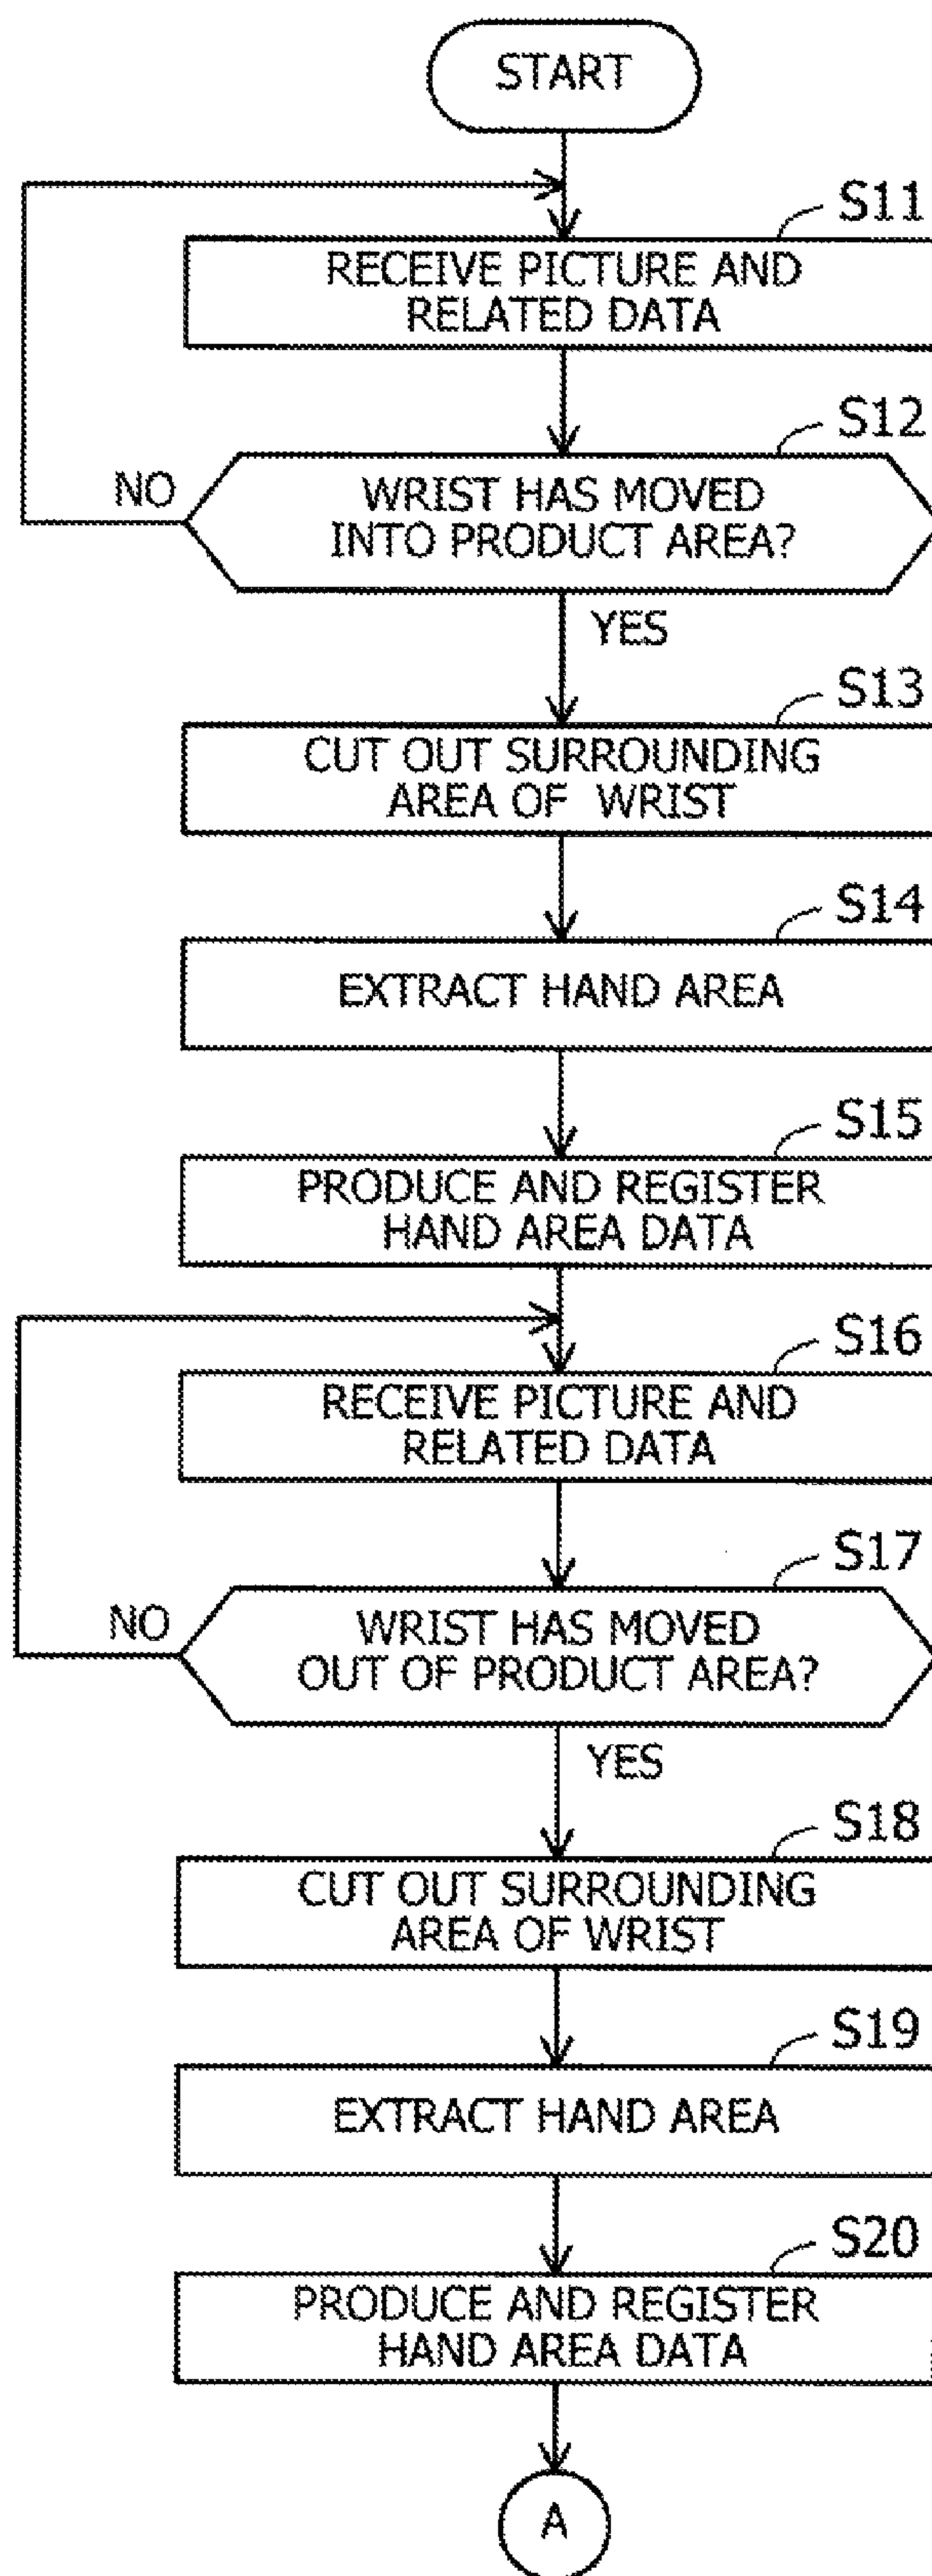 START
S11
RECEIVE PICTURE AND
RELATED DATA
S12
NO
WRIST HAS MOVED
INTO PRODUCT AREA?
YES
S13
CUT OUT SURROUNDING
AREA OF WRIST
S14
EXTRACT HAND AREA
S15
PRODUCE AND REGISTER
HAND AREA DATA
S16
RECEIVE PICTURE AND
RELATED DATA
S17
NO
WRIST HAS MOVED
OUT OF PRODUCT AREA?
YES
S18
CUT OUT SURROUNDING
AREA OF WRIST
S19
EXTRACT HAND AREA
S20
PRODUCE AND REGISTER
HAND AREA DATA
A